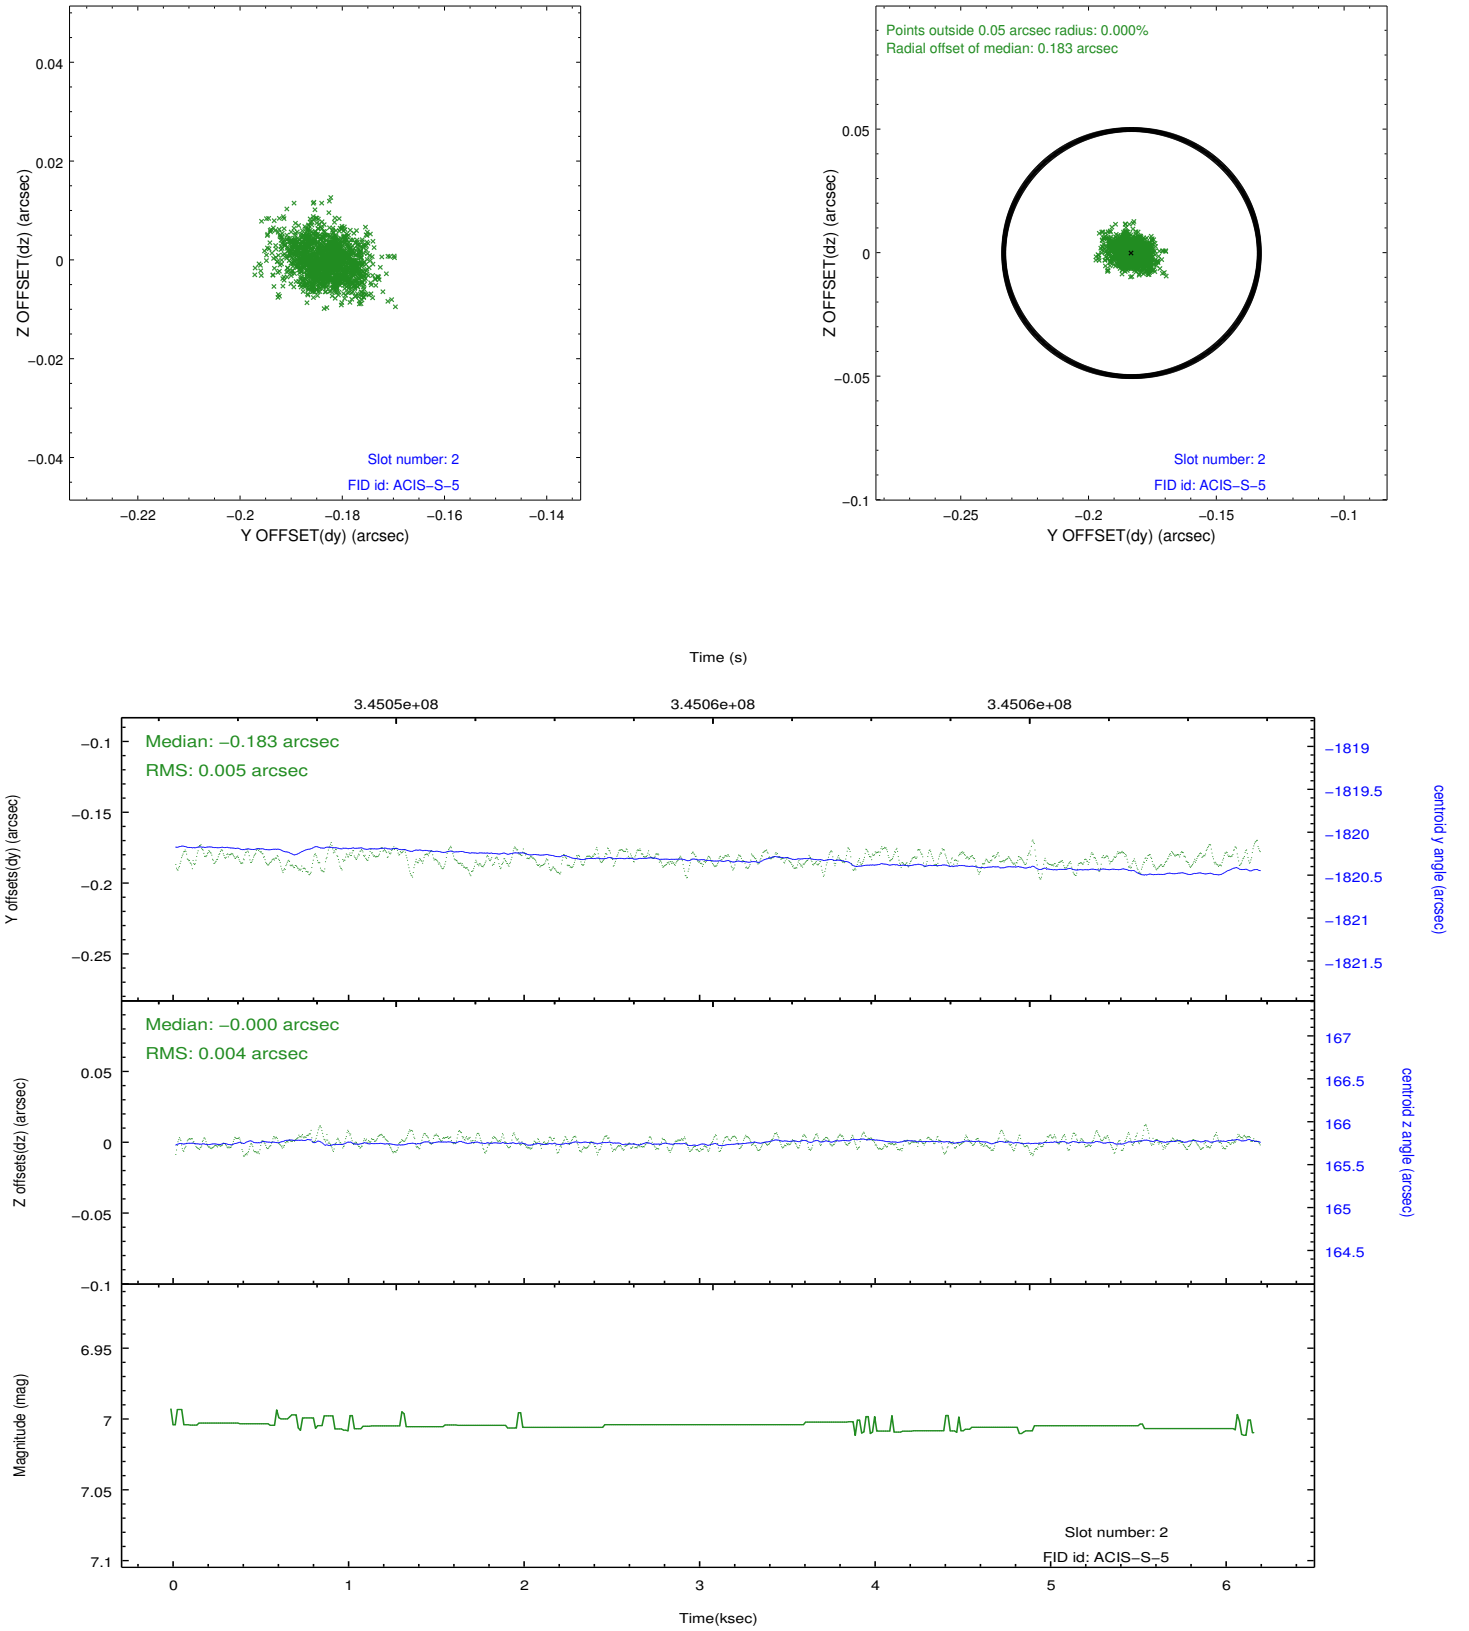 0.04
0.02
0
−0.02
−0.04
Z OFFSET(dz) (arcsec)
Slot number: 2
FID id: ACIS−S−5
−0.22
−0.2
−0.18
−0.16
−0.14
Y OFFSET(dy) (arcsec)
Points outside 0.05 arcsec radius: 0.000%
Radial offset of median: 0.183 arcsec
0.05
0
−0.05
−0.1
Z OFFSET(dz) (arcsec)
Slot number: 2
FID id: ACIS−S−5
−0.25
−0.2
−0.15
−0.1
Y OFFSET(dy) (arcsec)
Time (s)
3.4505e+08
3.4506e+08
3.4506e+08
Median: −0.183 arcsec
RMS: 0.005 arcsec
−0.1
−0.15
−0.2
−0.25
Y offsets(dy) (arcsec)
−1819
−1819.5
−1820
−1820.5
−1821
−1821.5
centroid y angle (arcsec)
Median: −0.000 arcsec
RMS: 0.004 arcsec
0.05
0
−0.05
−0.1
Z offsets(dz) (arcsec)
167
166.5
166
165.5
165
164.5
centroid z angle (arcsec)
6.95
7
7.05
7.1
Magnitude (mag)
Slot number: 2
FID id: ACIS−S−5
0
1
2
3
4
5
6
Time(ksec)